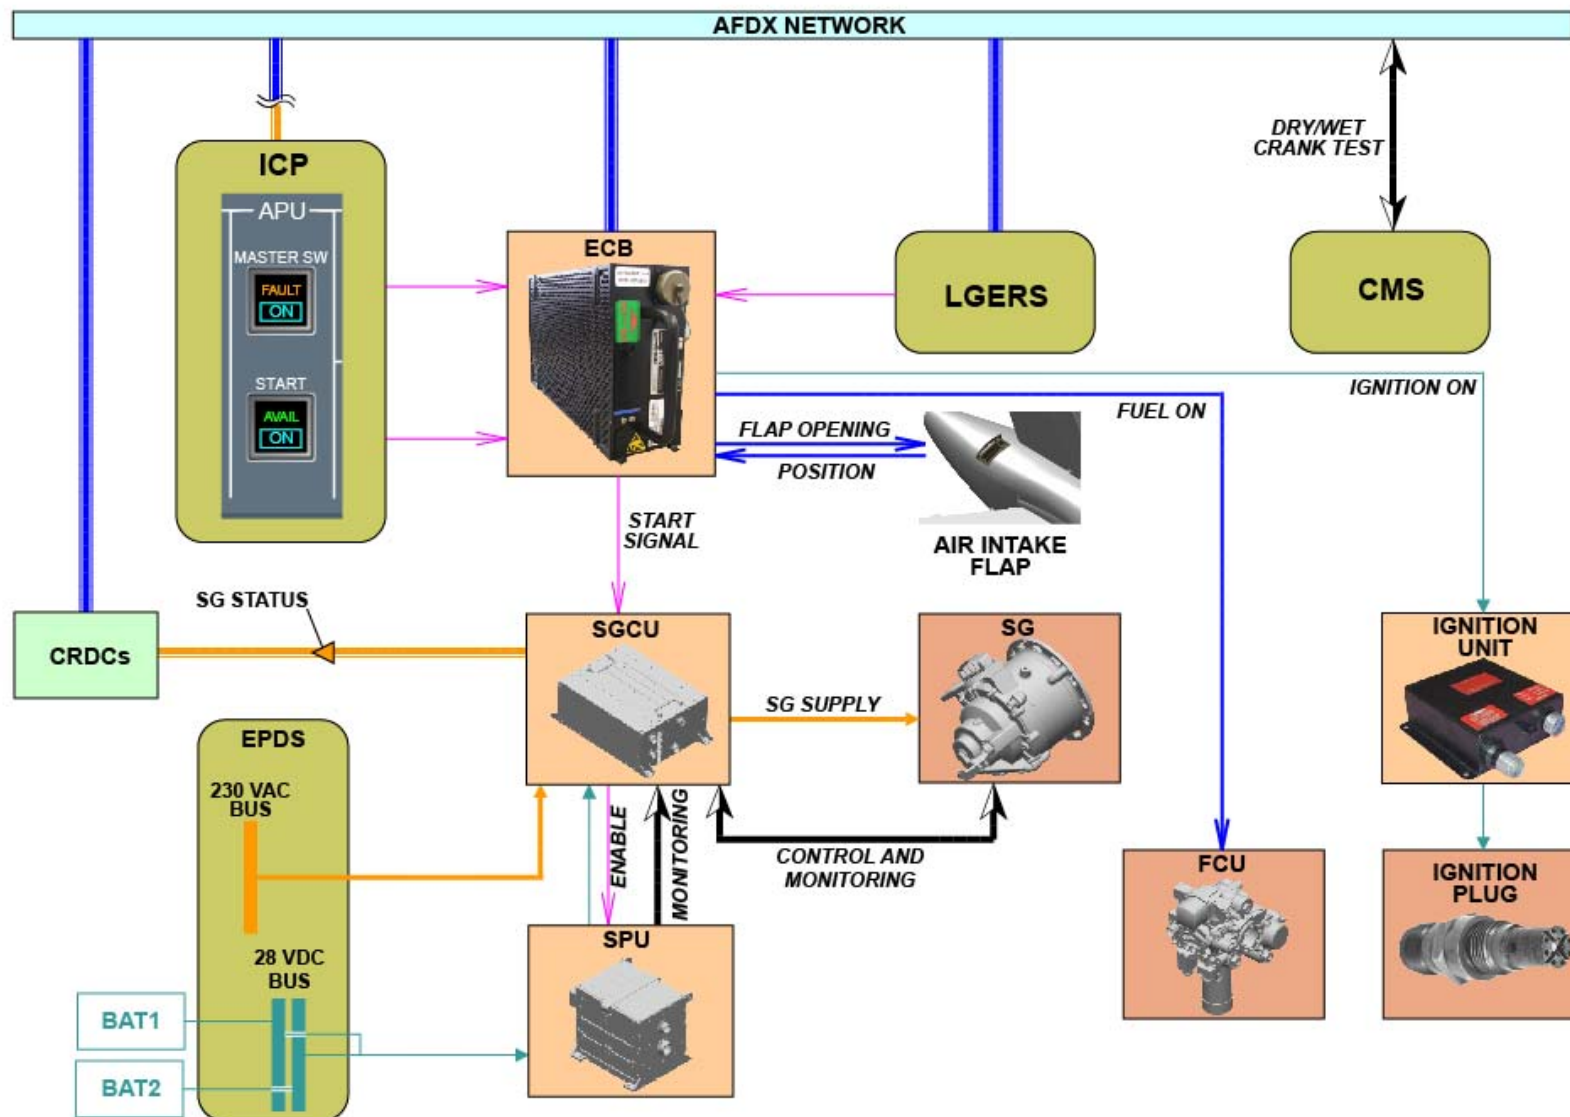 AFDX NETWORK
ICP
APU
MASTER SW
FAULT
ON
START
AVAIL
ON
ECB
LGERS
DRY/WET
CRANK TEST
CMS
IGNITION ON
FUEL ON
FLAP OPENING
POSITION
AIR INTAKE
FLAP
START
SIGNAL
SG STATUS
CRDCs
SGCU
SG SUPPLY
SG
IGNITION
UNIT
EPDS
230 VAC
BUS
ENABLE
MONITORING
CONTROL AND
MONITORING
FCU
IGNITION
PLUG
28 VDC
BUS
SPU
BAT1
BAT2